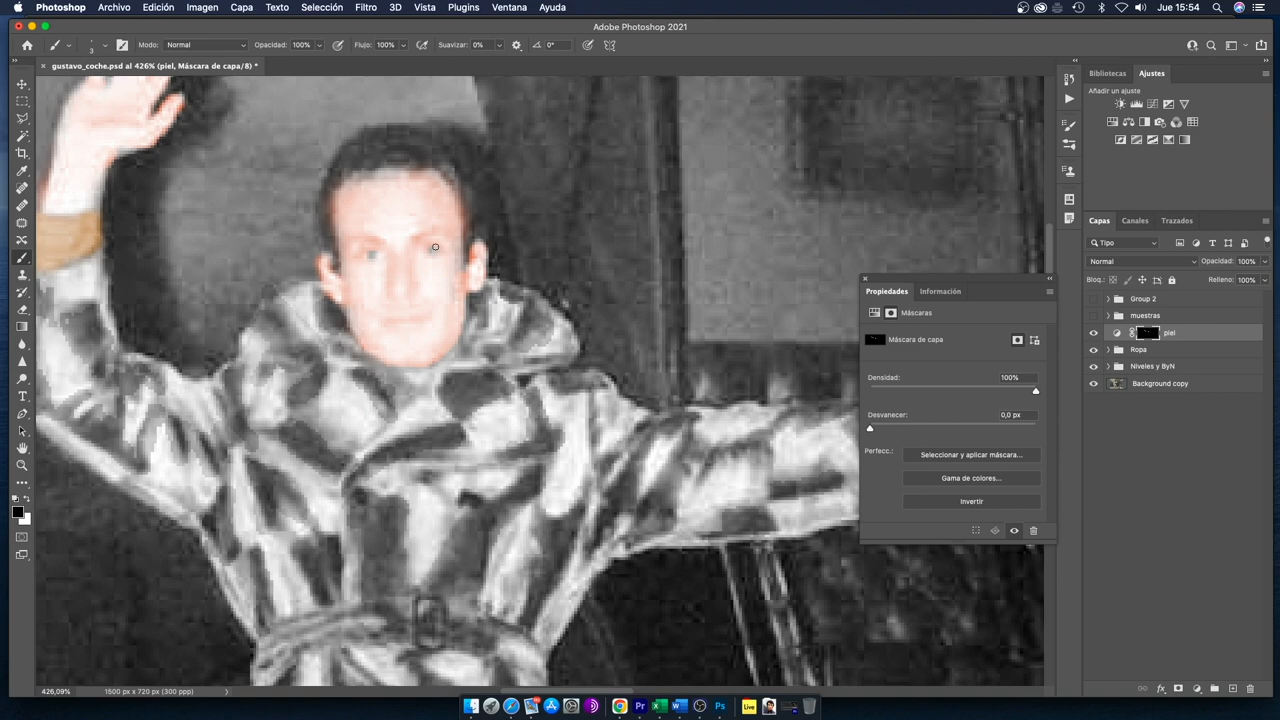 Photoshop Archivo Edición Imagen Capa Texto Selección Filtro 3D Vista Plugins Ventana Ayuda Jue 15:54
Adobe Photoshop 2021
3 Modo: Normal Opacidad: 100% Flujo: 100% Suavizar: 0% 0°
gustavo_coche.psd al 426% (piel, Máscara de capa/8) *
Bibliotecas Ajustes
Añadir un ajuste
Capas Canales Trazados
Tipo
Normal Opacidad: 100%
Bloq.: Relleno: 100%
Group 2
muestras
piel
Ropa
Niveles y ByN
Background copy
Propiedades Información
Máscaras
Máscara de capa
Densidad: 100%
Desvanecer: 0,0 px
Perfecc.: Seleccionar y aplicar máscara...
Gama de colores...
Invertir
426,09% 1500 px x 720 px (300 ppp)
Live